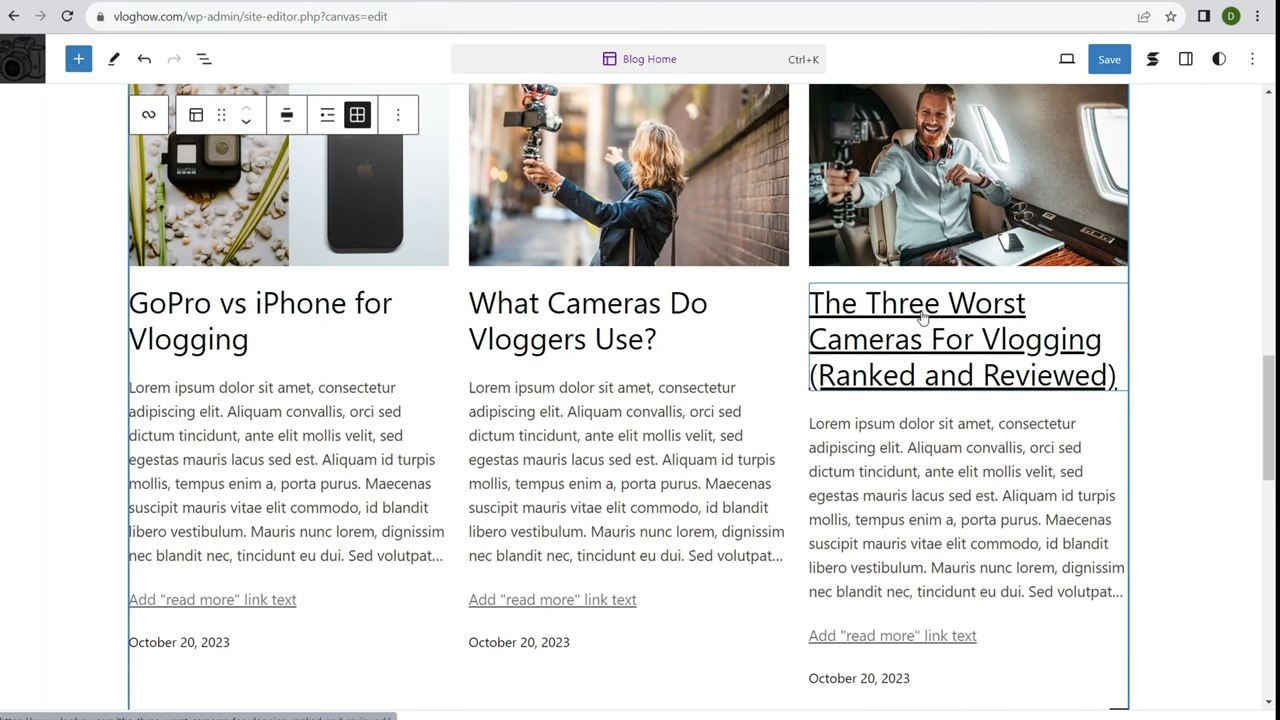 vloghow.com/wp-admin/site-editor.php?canvas=edit
D
Blog Home
Ctrl+K
Save
GoPro vs iPhone for
Vlogging
Lorem ipsum dolor sit amet, consectetur
adipiscing elit. Aliquam convallis, orci sed
dictum tincidunt, ante elit mollis velit, sed
egestas mauris lacus sed est. Aliquam id turpis
mollis, tempus enim a, porta purus. Maecenas
suscipit mauris vitae elit commodo, id blandit
libero vestibulum. Mauris nunc lorem, dignissim
nec blandit nec, tincidunt eu dui. Sed volutpat…
Add "read more" link text
October 20, 2023
What Cameras Do
Vloggers Use?
Lorem ipsum dolor sit amet, consectetur
adipiscing elit. Aliquam convallis, orci sed
dictum tincidunt, ante elit mollis velit, sed
egestas mauris lacus sed est. Aliquam id turpis
mollis, tempus enim a, porta purus. Maecenas
suscipit mauris vitae elit commodo, id blandit
libero vestibulum. Mauris nunc lorem, dignissim
nec blandit nec, tincidunt eu dui. Sed volutpat…
Add "read more" link text
October 20, 2023
The Three Worst
Cameras For Vlogging
(Ranked and Reviewed)
Lorem ipsum dolor sit amet, consectetur
adipiscing elit. Aliquam convallis, orci sed
dictum tincidunt, ante elit mollis velit, sed
egestas mauris lacus sed est. Aliquam id turpis
mollis, tempus enim a, porta purus. Maecenas
suscipit mauris vitae elit commodo, id blandit
libero vestibulum. Mauris nunc lorem, dignissim
nec blandit nec, tincidunt eu dui. Sed volutpat…
Add "read more" link text
October 20, 2023